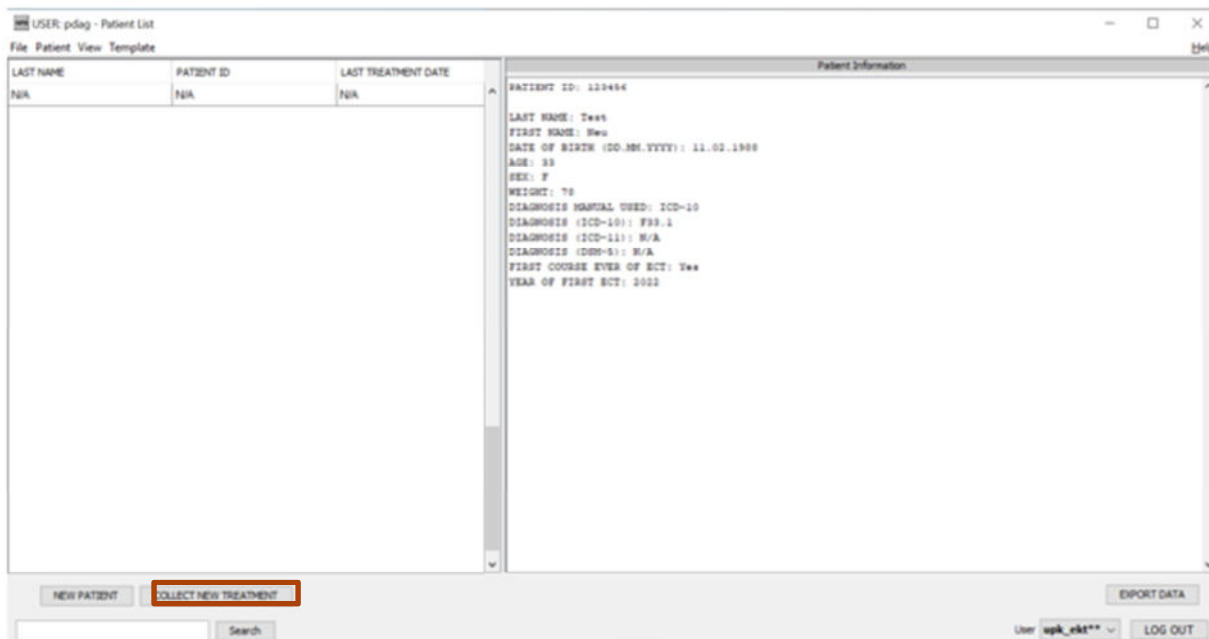 USER: pdag - Patient List
File Patient View Template
Hel
LAST NAME PATIENT ID LAST TREATMENT DATE
N/A N/A N/A
Patient Information
PATIENT ID: 123456
LAST NAME: Test
FIRST NAME: Neu
DATE OF BIRTH (DD.MM.YYYY): 11.02.1988
AGE: 33
SEX: F
WEIGHT: 70
DIAGNOSIS MANUAL USED: ICD-10
DIAGNOSIS (ICD-10): F33.1
DIAGNOSIS (ICD-11): N/A
DIAGNOSIS (DSM-5): N/A
FIRST COURSE EVER OF ECT: Yes
YEAR OF FIRST ECT: 2022
NEW PATIENT COLLECT NEW TREATMENT EXPORT DATA
Search User upk_ekt** LOG OUT